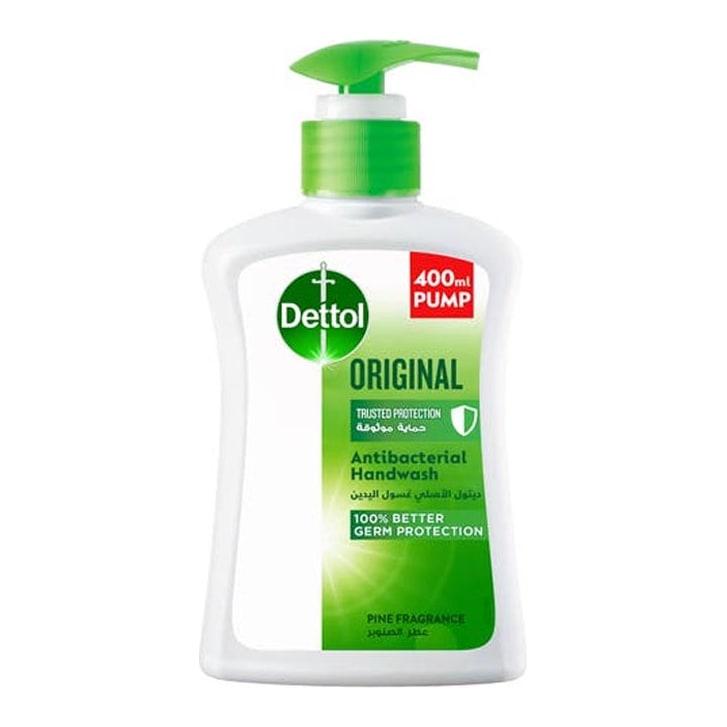 400ml
PUMP
Dettol
ORIGINAL
TRUSTED PROTECTION
حماية موثوقة
Antibacterial
Handwash
ديتول الأصلي غسول اليدين
100% BETTER
GERM PROTECTION
PINE FRAGRANCE
عطر الصنوبر